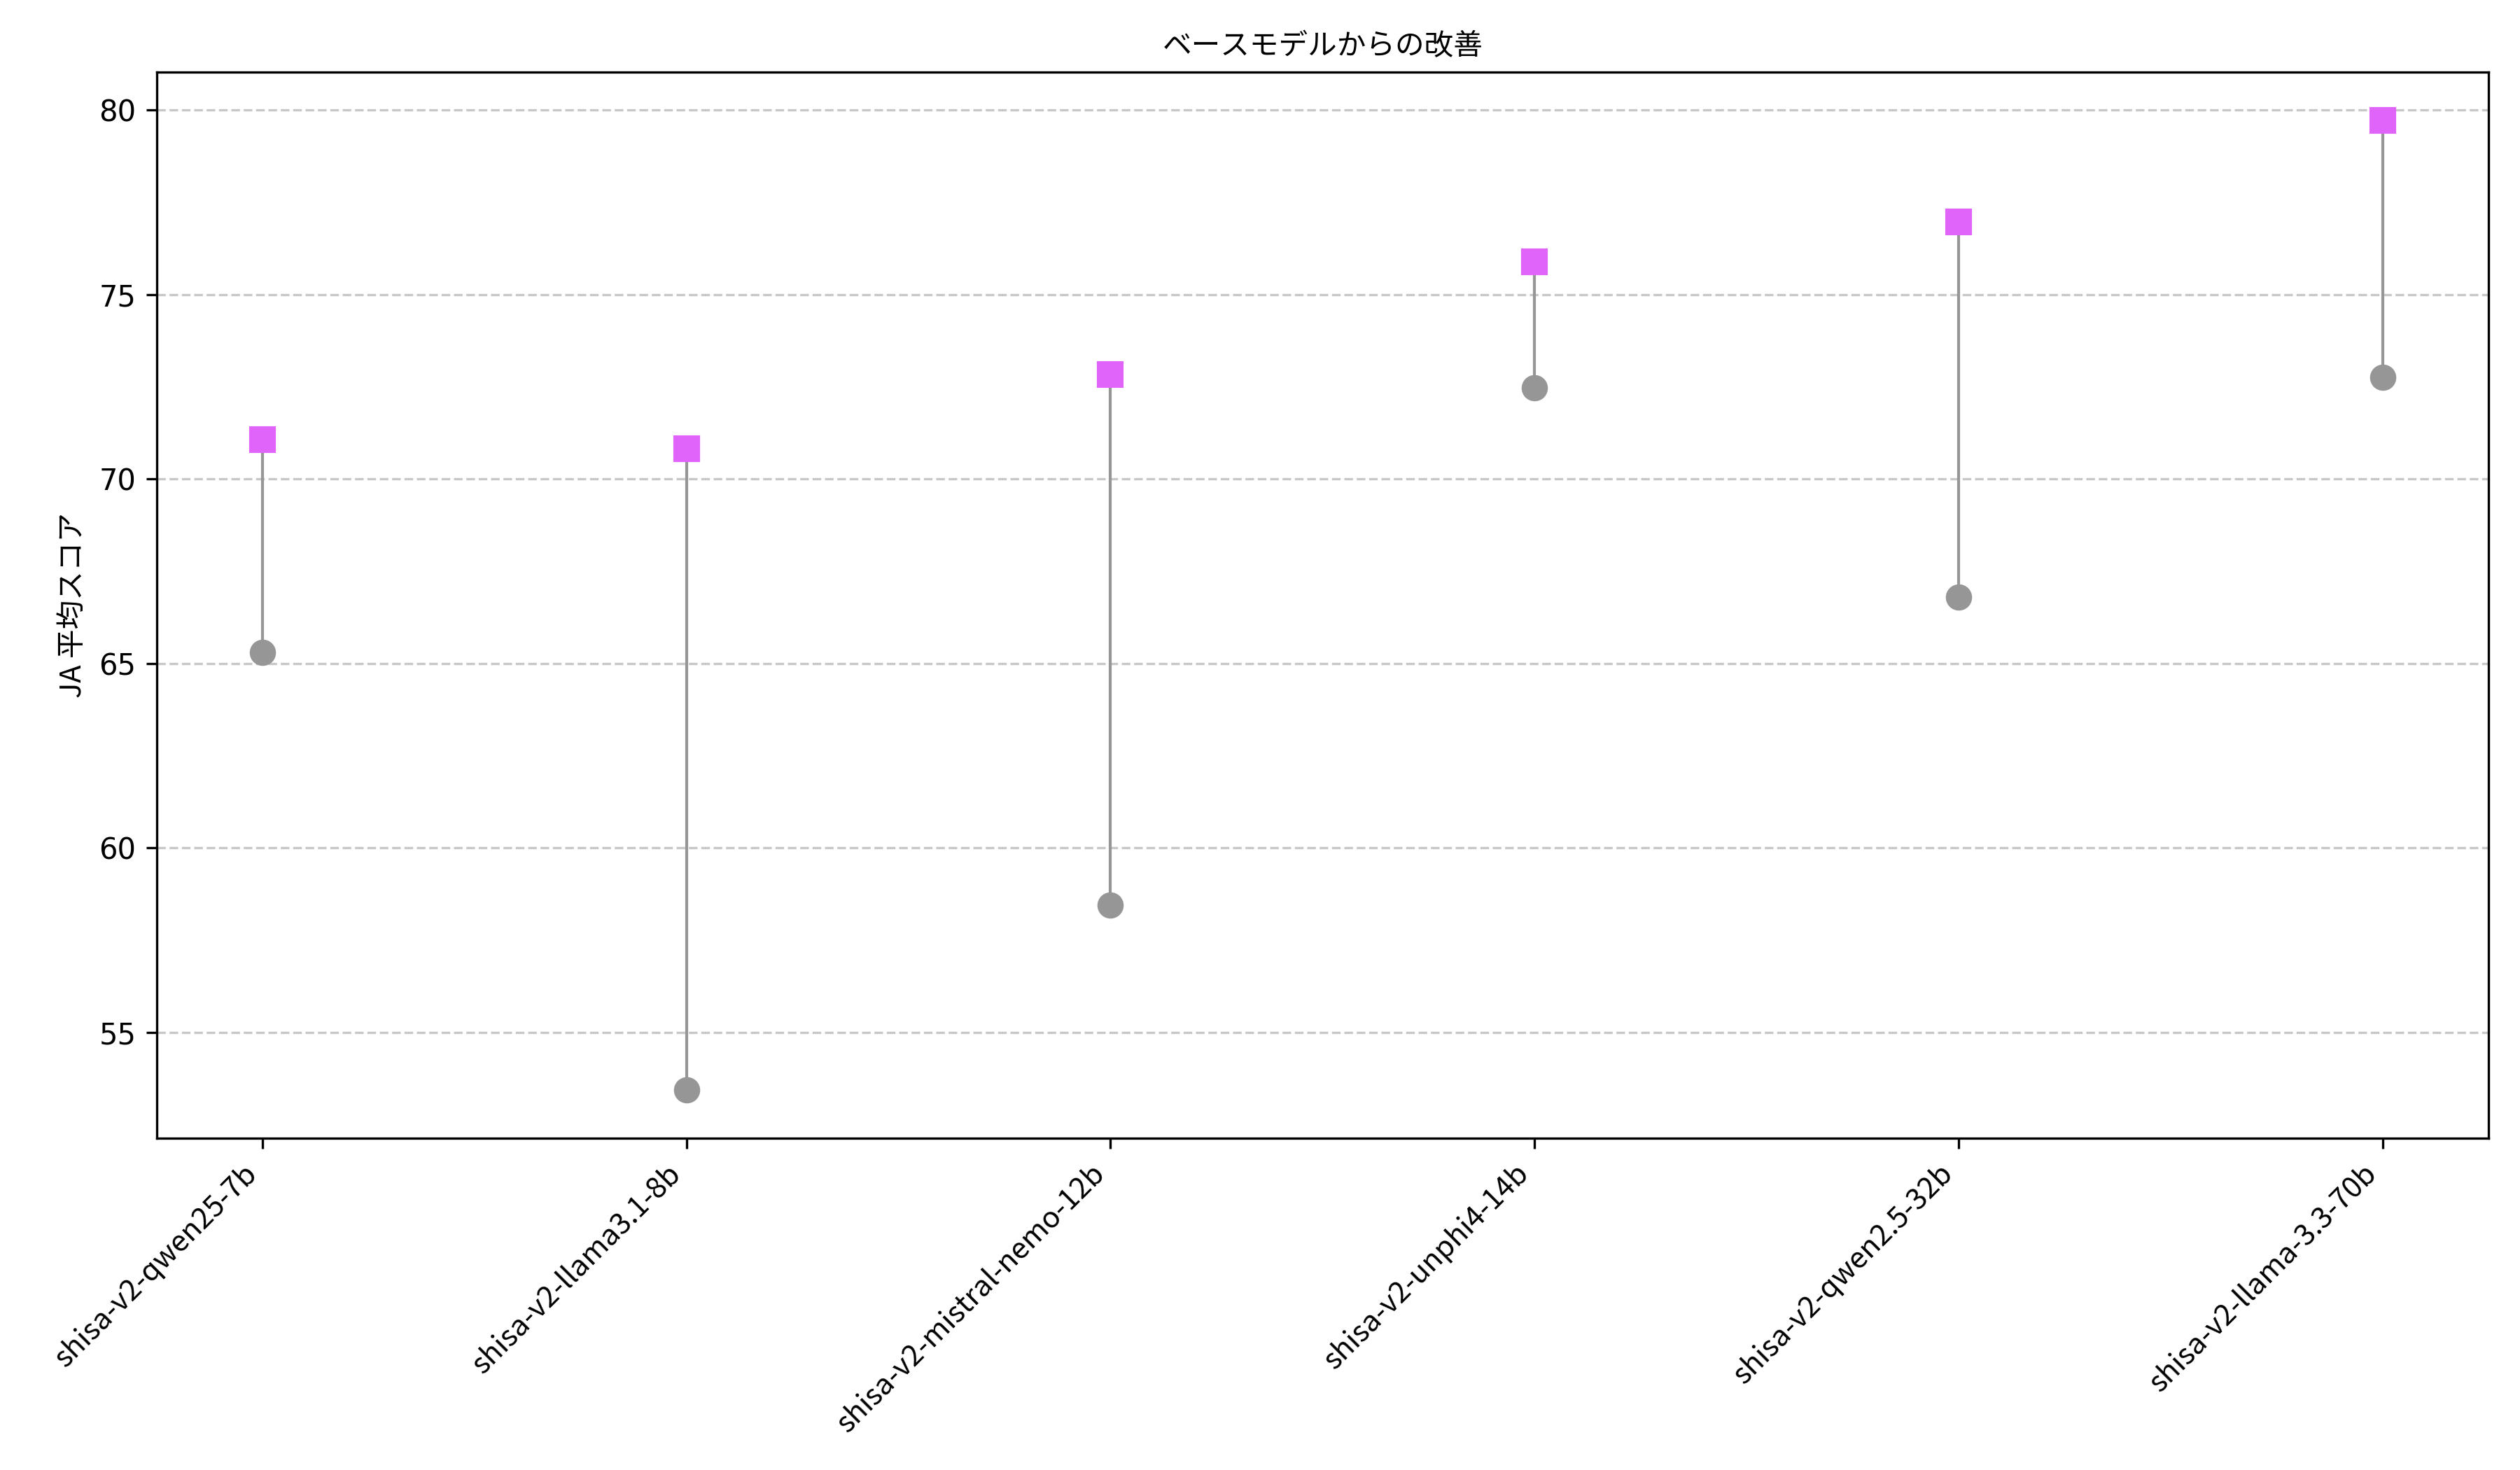 ベースモデルからの改善
JA 平均スコア
80
75
70
65
60
55
shisa-v2-qwen25-7b
shisa-v2-llama3.1-8b
shisa-v2-mistral-nemo-12b
shisa-v2-unphi4-14b
shisa-v2-qwen2.5-32b
shisa-v2-llama-3.3-70b